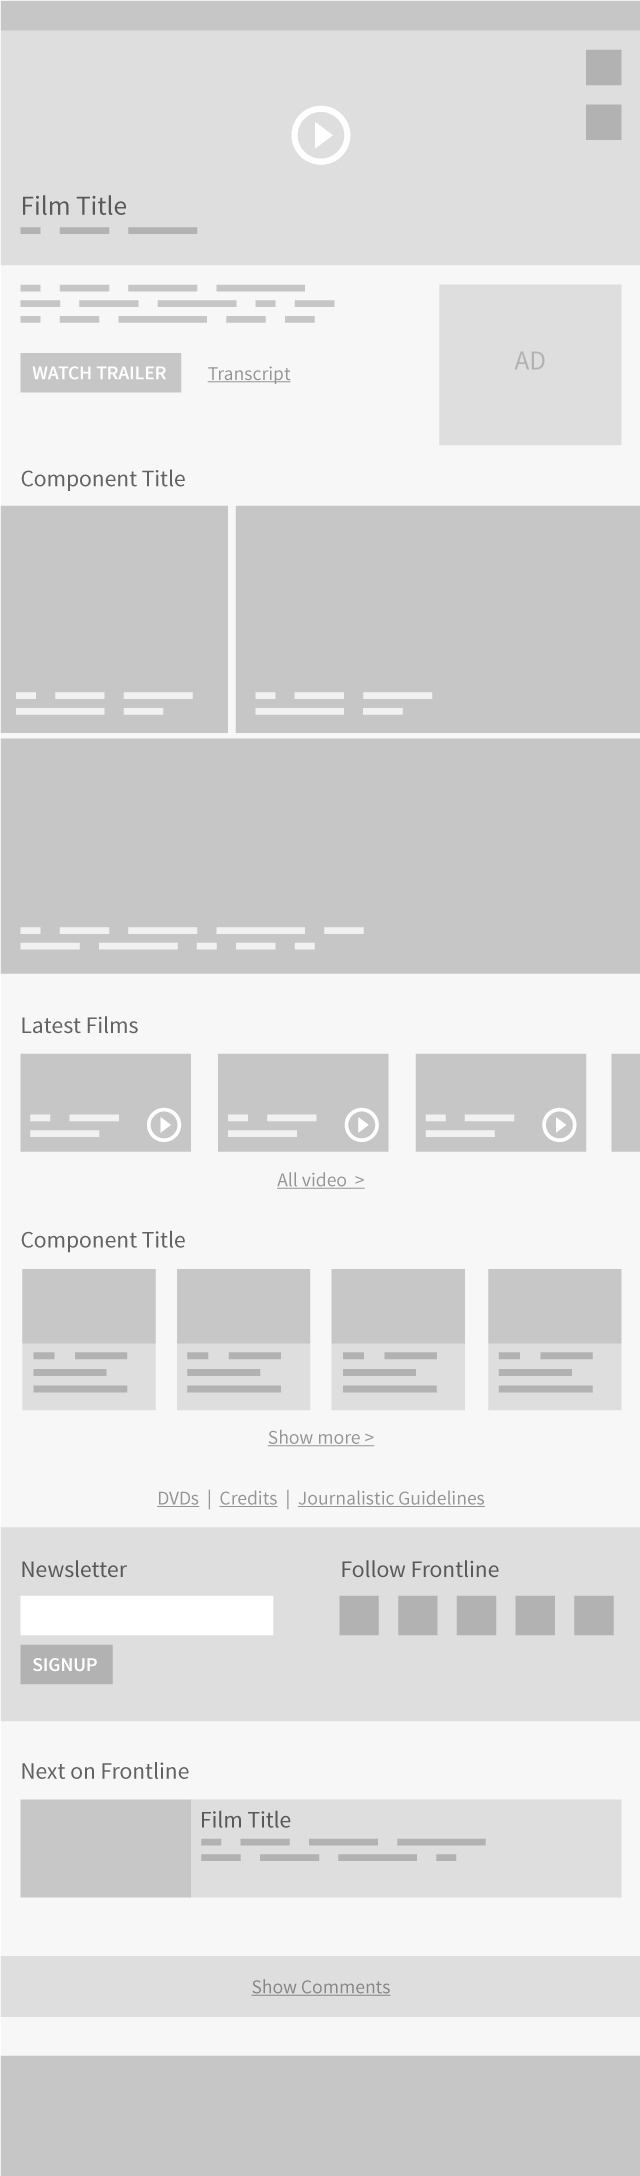 Film Title
AD
WATCH TRAILER Transcript
Component Title
Latest Films
All video >
Component Title
Show more >
DVDs | Credits | Journalistic Guidelines
Newsletter Follow Frontline
SIGNUP
Next on Frontline
Film Title
Show Comments